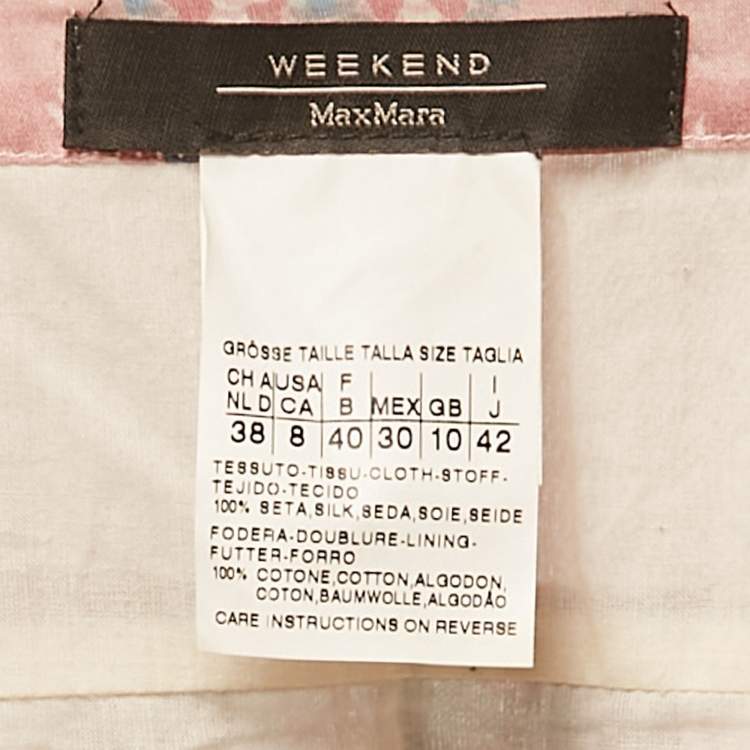 WEEKEND
MaxMara
GRÖSSE TAILLE TALLA SIZE TAGLIA
CH A USA F I
NL D CA B MEX GB J
38 8 40 30 10 42
TESSUTO-TISSU-CLOTH-STOFF-
TEJIDO-TECIDO
100% SETA,SILK,SEDA,SOIE,SEIDE
FODERA-DOUBLURE-LINING-
FUTTER-FORRO
100% COTONE,COTTON,ALGODON,
COTON,BAUMWOLLE,ALGODÃO
CARE INSTRUCTIONS ON REVERSE